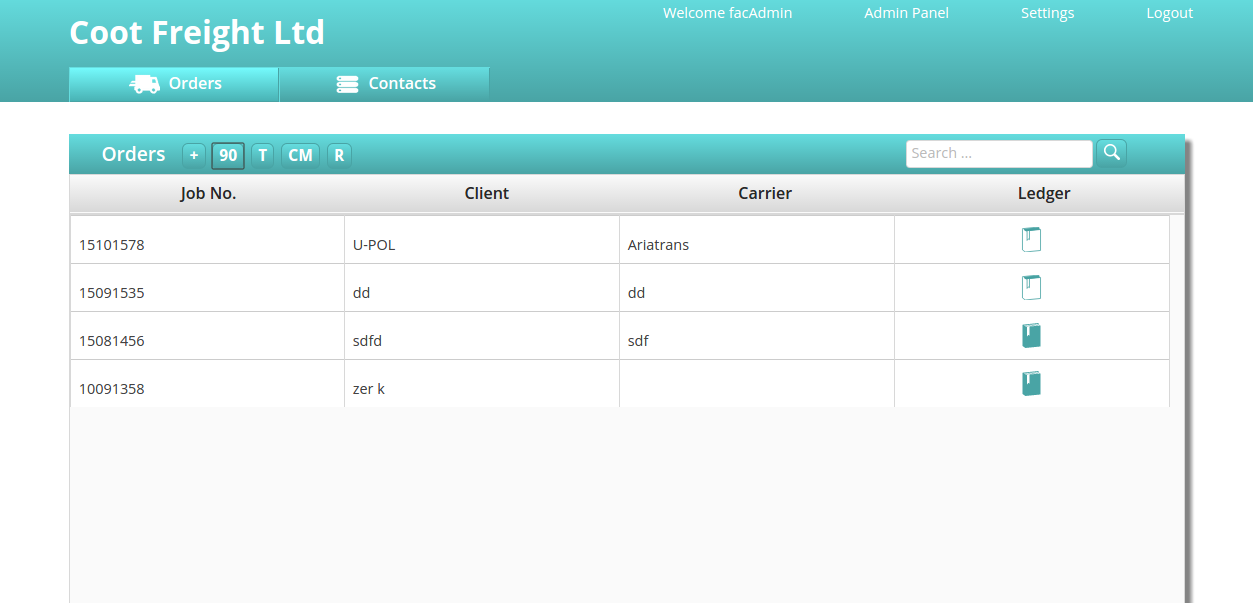 Welcome facAdmin Admin Panel Settings Logout
Coot Freight Ltd
Orders Contacts
Orders + 90 T CM R Search ...
Job No. Client Carrier Ledger
15101578 U-POL Ariatrans
15091535 dd dd
15081456 sdfd sdf
10091358 zer k